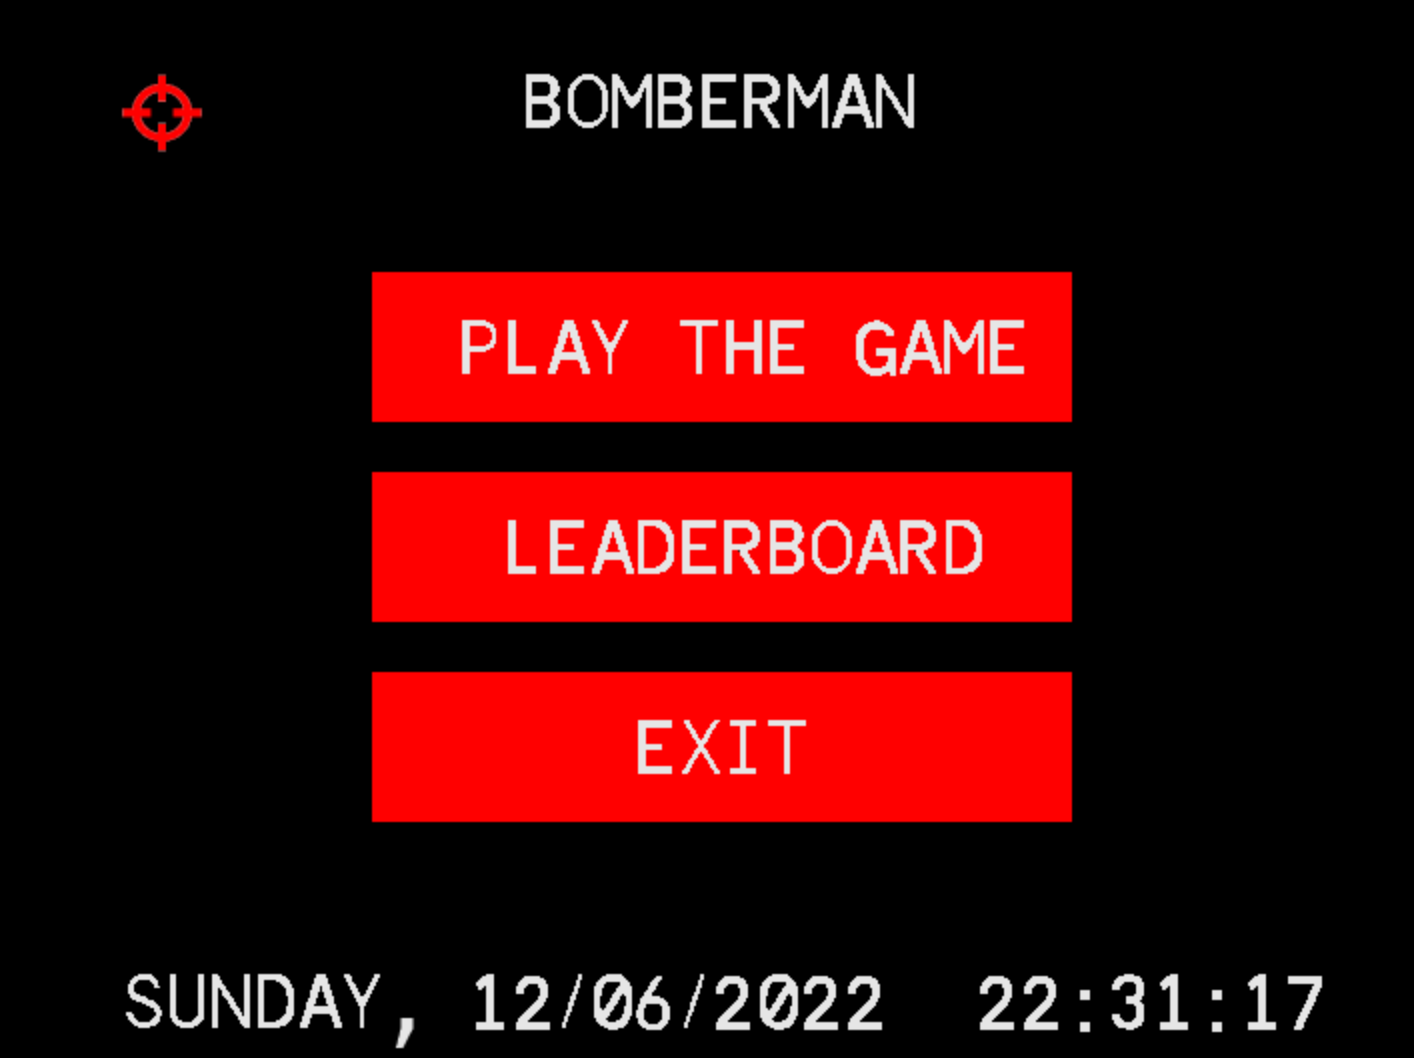 BOMBERMAN
PLAY THE GAME
LEADERBOARD
EXIT
SUNDAY, 12/06/2022 22:31:17